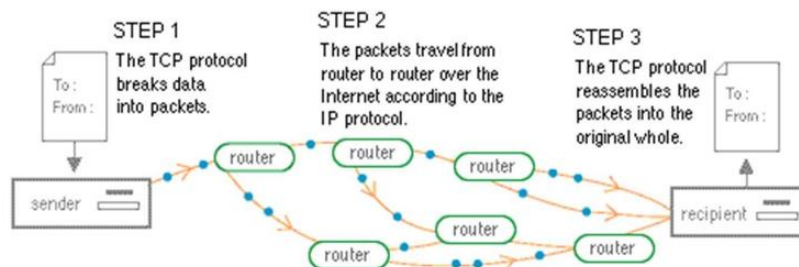 STEP 1
The TCP protocol
breaks data
into packets.
STEP 2
The packets travel from
router to router over the
Internet according to the
IP protocol.
STEP 3
The TCP protocol
reassembles the
packets into the
original whole.
To:
From:
To:
From:
router
router
router
sender
recipient
router
router
router